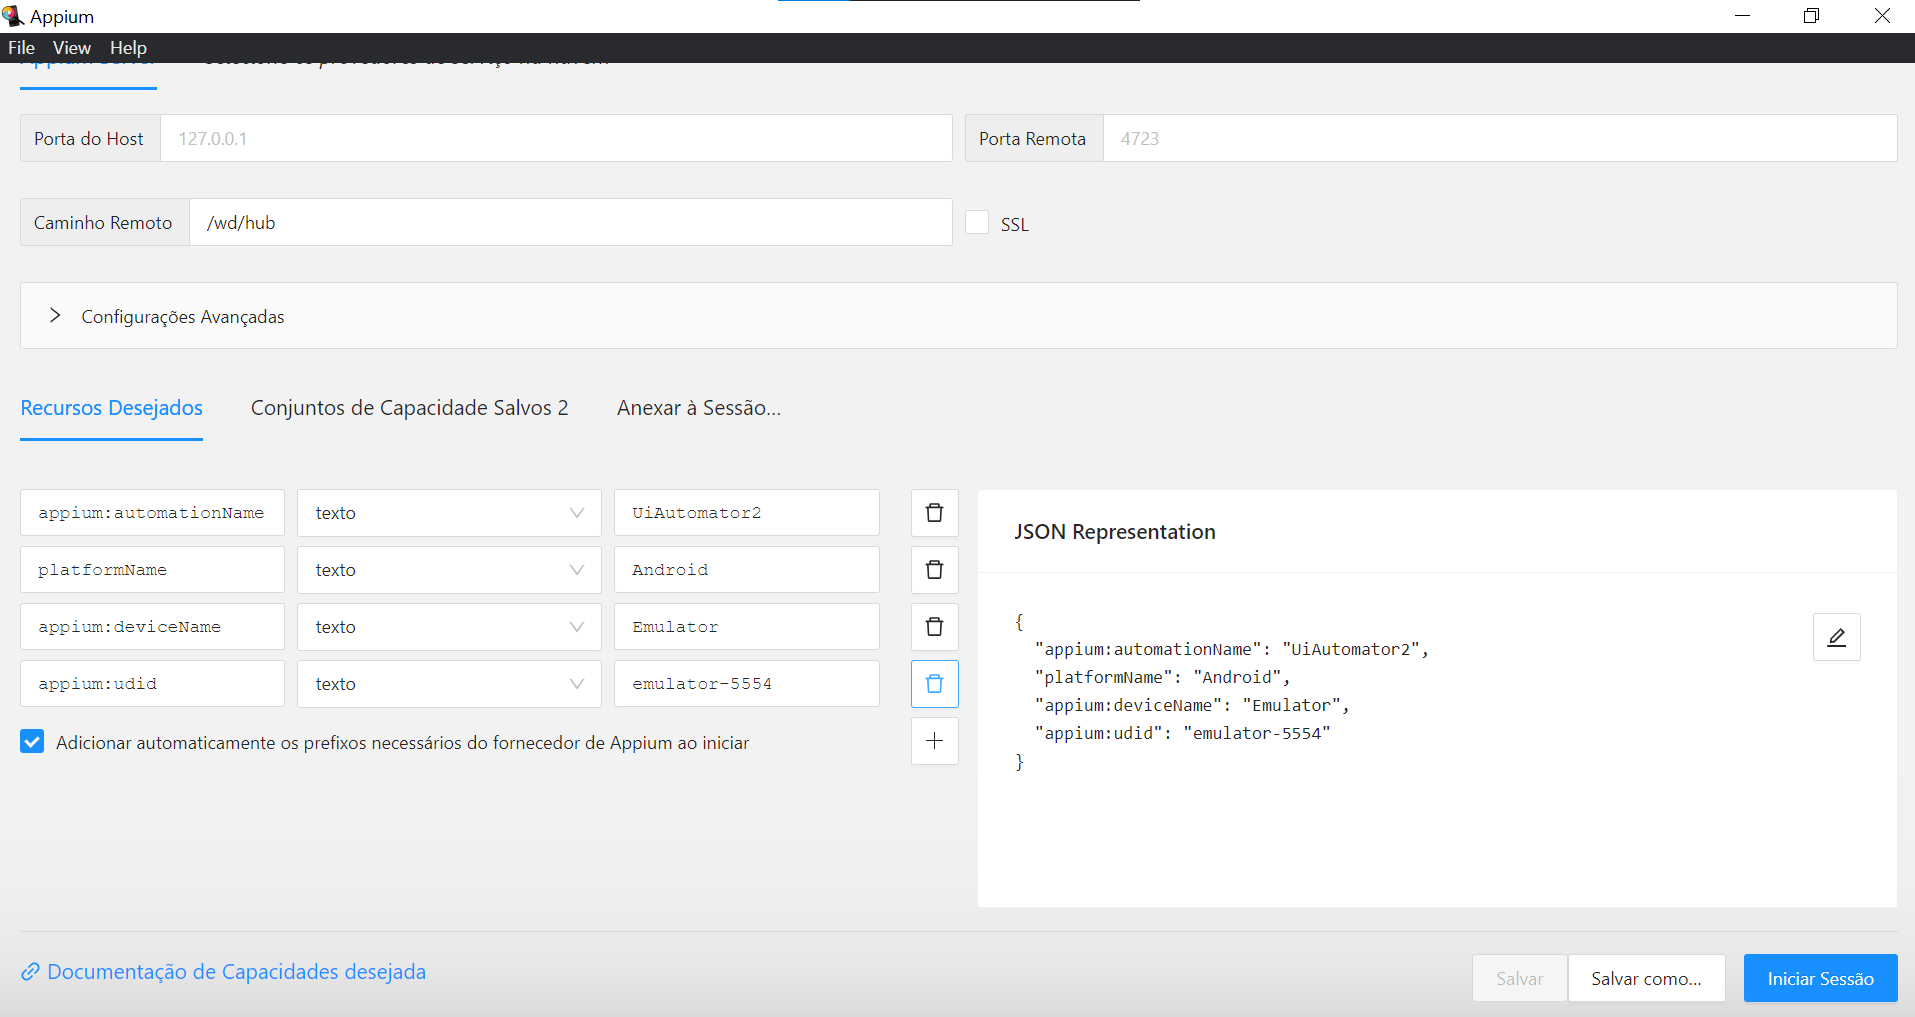 Appium
File View Help
Porta do Host 127.0.0.1 Porta Remota 4723
Caminho Remoto /wd/hub SSL
Configurações Avançadas
Recursos Desejados Conjuntos de Capacidade Salvos 2 Anexar à Sessão...
appium:automationName texto UiAutomator2
platformName texto Android
appium:deviceName texto Emulator
appium:udid texto emulator-5554
Adicionar automaticamente os prefixos necessários do fornecedor de Appium ao iniciar
JSON Representation
{
"appium:automationName": "UiAutomator2",
"platformName": "Android",
"appium:deviceName": "Emulator",
"appium:udid": "emulator-5554"
}
Documentação de Capacidades desejada
Salvar Salvar como... Iniciar Sessão